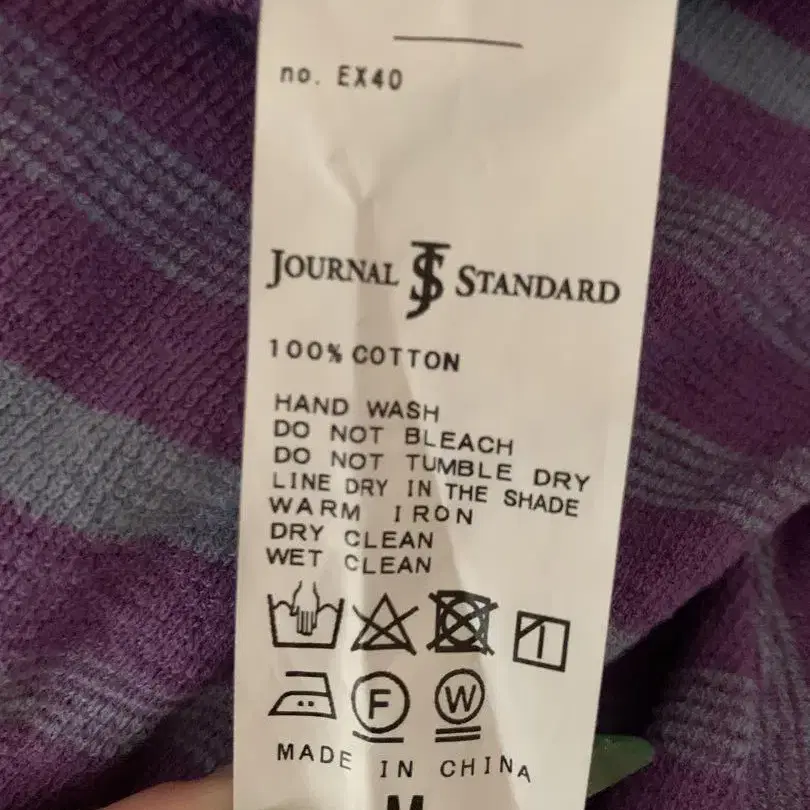 no. EX40
JOURNAL JS STANDARD
100% COTTON
HAND WASH
DO NOT BLEACH
DO NOT TUMBLE DRY
LINE DRY IN THE SHADE
WARM IRON
DRY CLEAN
WET CLEAN
F W
MADE IN CHINA
M